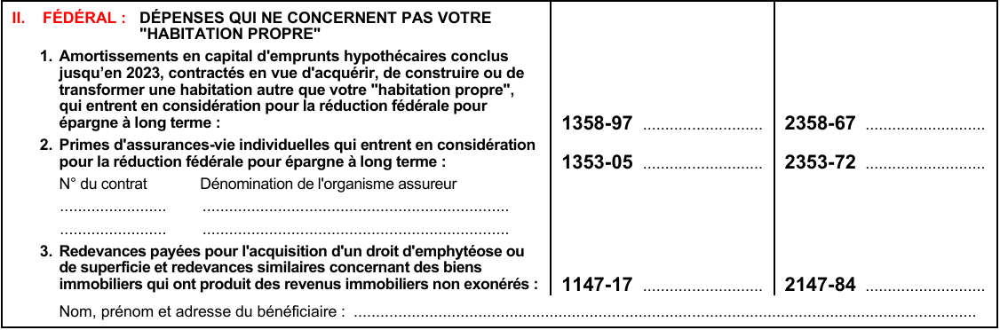 II. FÉDÉRAL : DÉPENSES QUI NE CONCERNENT PAS VOTRE
"HABITATION PROPRE"
1. Amortissements en capital d'emprunts hypothécaires conclus
jusqu’en 2023, contractés en vue d'acquérir, de construire ou de
transformer une habitation autre que votre "habitation propre",
qui entrent en considération pour la réduction fédérale pour
épargne à long terme : 1358-97 ........................... 2358-67 ...........................
2. Primes d'assurances-vie individuelles qui entrent en considération
pour la réduction fédérale pour épargne à long terme : 1353-05 ........................... 2353-72 ...........................
N° du contrat Dénomination de l'organisme assureur
........................ .....................................................................
........................ .....................................................................
3. Redevances payées pour l'acquisition d'un droit d'emphytéose ou
de superficie et redevances similaires concernant des biens
immobiliers qui ont produit des revenus immobiliers non exonérés : 1147-17 ........................... 2147-84 ...........................
Nom, prénom et adresse du bénéficiaire : ............................................................................................................................................